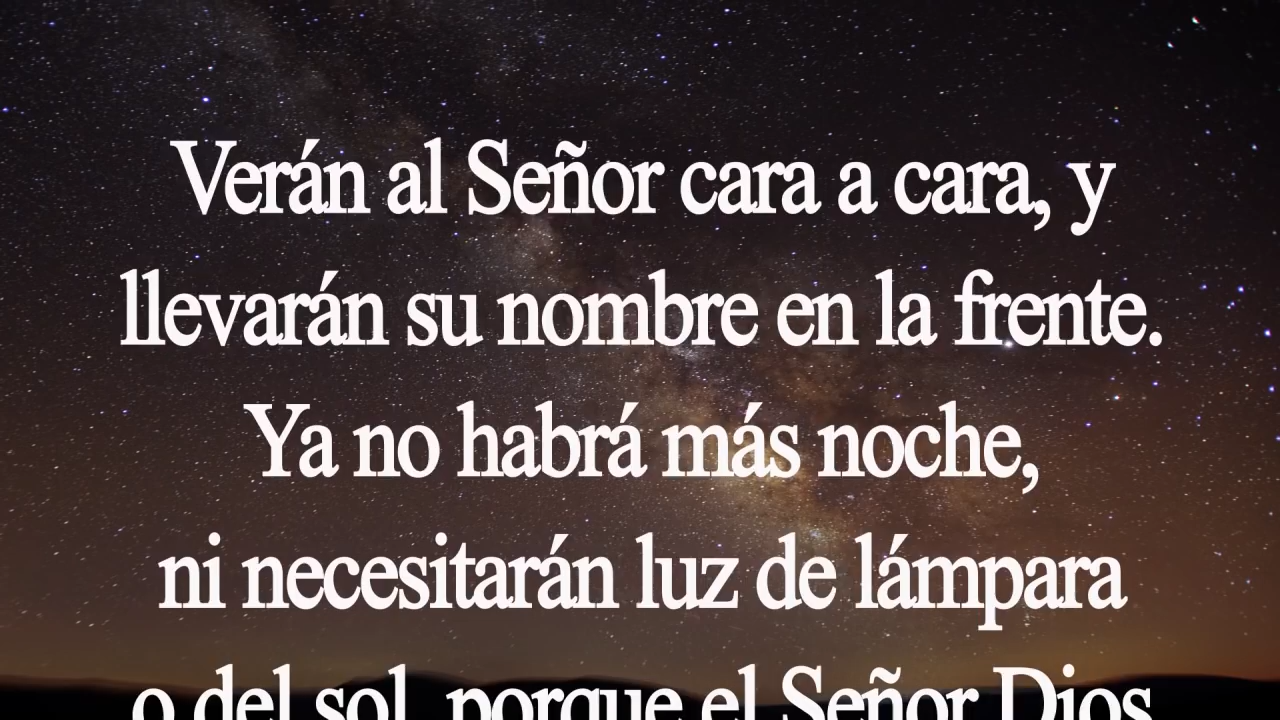 Verán al Señor cara a cara, y
llevarán su nombre en la frente.
Ya no habrá más noche,
ni necesitarán luz de lámpara
o del sol, porque el Señor Dios